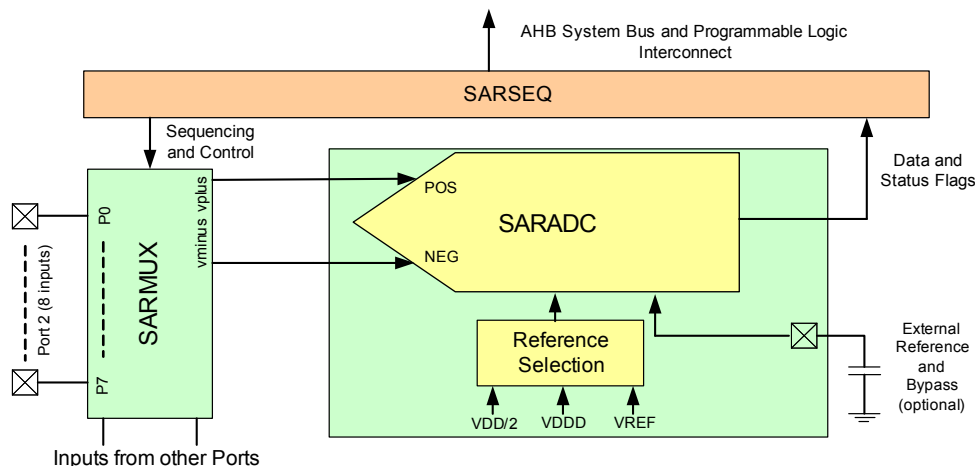 AHB System Bus and Programmable Logic
Interconnect
SARSEQ
Sequencing
and Control
Data and
Status Flags
vminus vplus
POS
NEG
SARADC
P0
Port 2 (8 inputs)
SARMUX
P7
Reference
Selection
VDD/2
VDDD
VREF
External
Reference
and
Bypass
(optional)
Inputs from other Ports